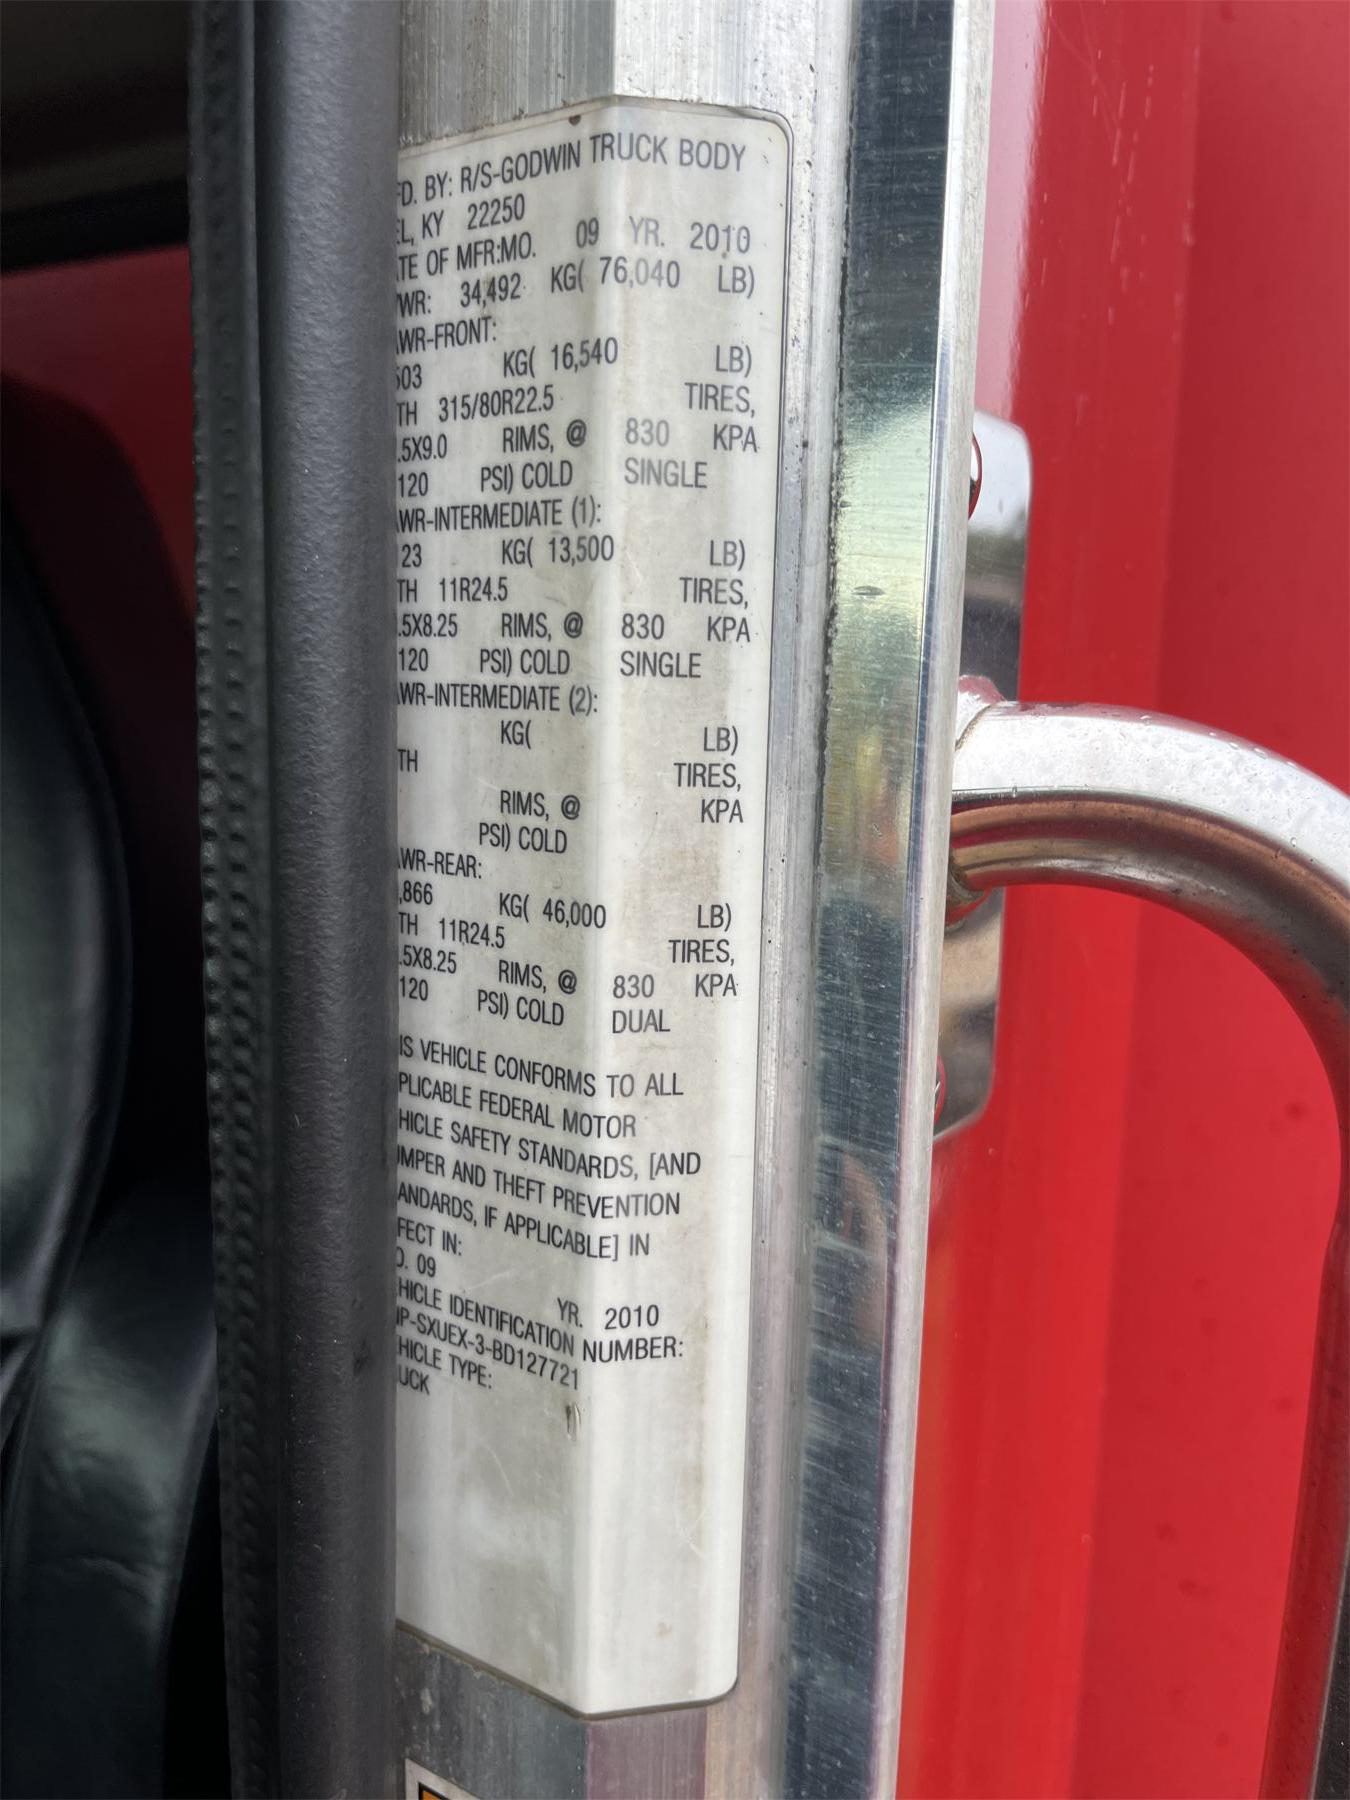 FD. BY: R/S-GODWIN TRUCK BODY
EL, KY 22250
TE OF MFR:MO. 09 YR. 2010
WR: 34,492 KG( 76,040 LB)
WR-FRONT:
503 KG( 16,540 LB)
TH 315/80R22.5 TIRES,
.5X9.0 RIMS, @ 830 KPA
120 PSI) COLD SINGLE
WR-INTERMEDIATE (1):
23 KG( 13,500 LB)
TH 11R24.5 TIRES,
.5X8.25 RIMS, @ 830 KPA
120 PSI) COLD SINGLE
WR-INTERMEDIATE (2):
KG( LB)
TH TIRES,
RIMS, @ KPA
PSI) COLD
WR-REAR:
,866 KG( 46,000 LB)
TH 11R24.5 TIRES,
.5X8.25 RIMS, @ 830 KPA
120 PSI) COLD DUAL
IS VEHICLE CONFORMS TO ALL
PLICABLE FEDERAL MOTOR
HICLE SAFETY STANDARDS, [AND
MPER AND THEFT PREVENTION
ANDARDS, IF APPLICABLE] IN
FECT IN:
O. 09 YR. 2010
HICLE IDENTIFICATION NUMBER:
P-SXUEX-3-BD127721
HICLE TYPE:
UCK